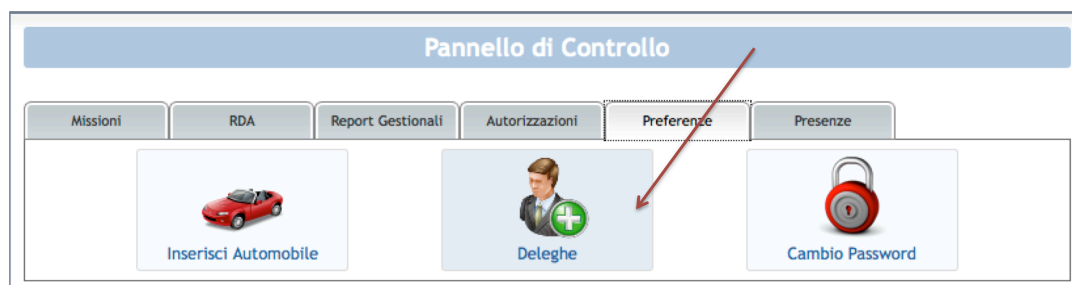 Pannello di Controllo
Missioni RDA Report Gestionali Autorizzazioni Preferenze Presenze
Inserisci Automobile Deleghe Cambio Password